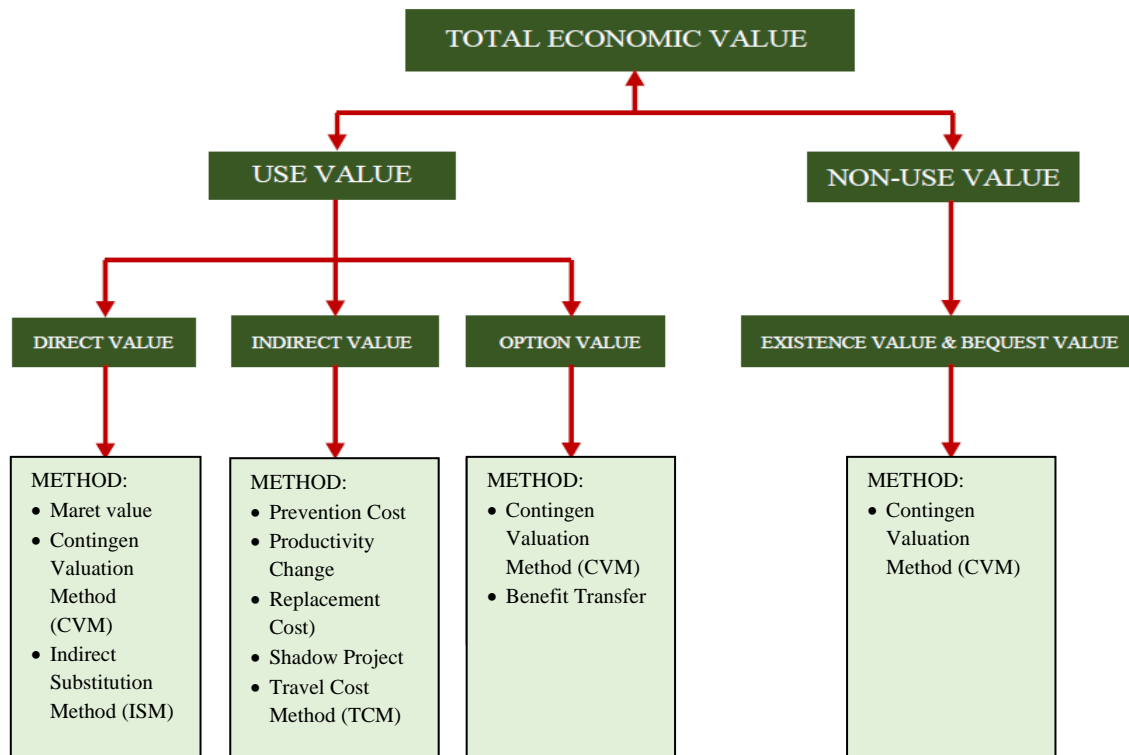 TOTAL ECONOMIC VALUE
USE VALUE
NON-USE VALUE
DIRECT VALUE
INDIRECT VALUE
OPTION VALUE
EXISTENCE VALUE & BEQUEST VALUE
METHOD:
• Maret value
• Contingen
Valuation
Method
(CVM)
• Indirect
Substitution
Method (ISM)
METHOD:
• Prevention Cost
• Productivity
Change
• Replacement
Cost)
• Shadow Project
• Travel Cost
Method (TCM)
METHOD:
• Contingen
Valuation
Method (CVM)
• Benefit Transfer
METHOD:
• Contingen
Valuation
Method (CVM)